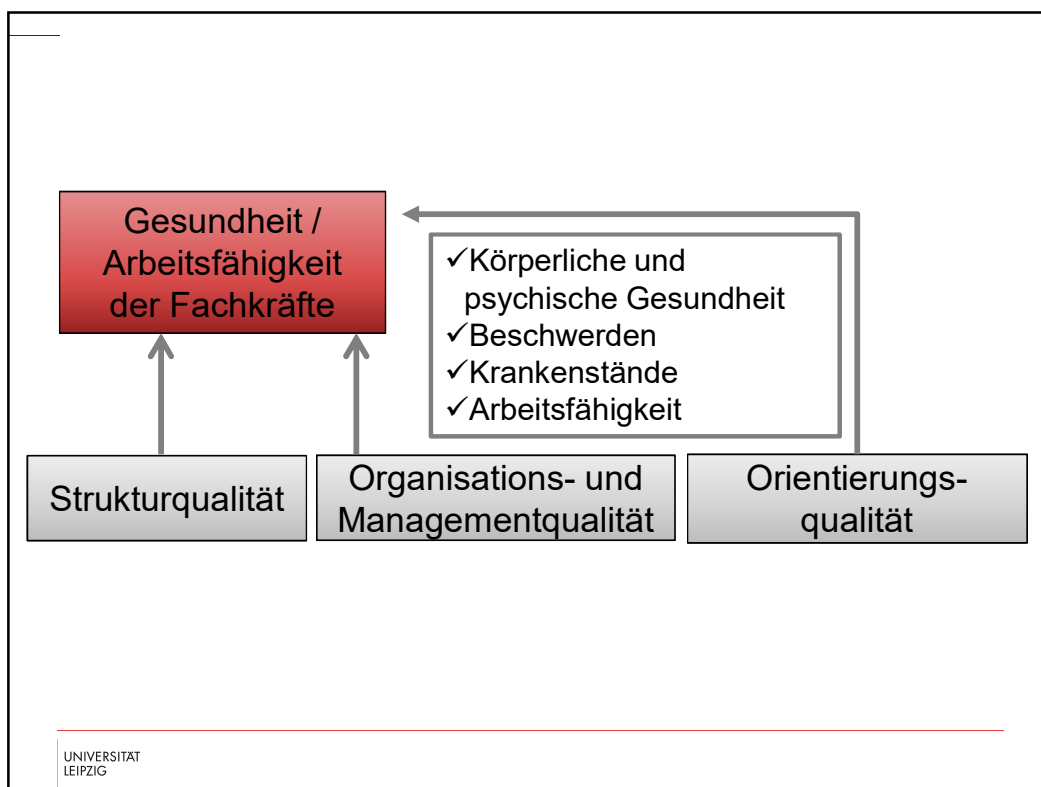 Gesundheit /
Arbeitsfähigkeit
der Fachkräfte
✓Körperliche und
psychische Gesundheit
✓Beschwerden
✓Krankenstände
✓Arbeitsfähigkeit
Strukturqualität
Organisations- und
Managementqualität
Orientierungs-
qualität
UNIVERSITÄT
LEIPZIG